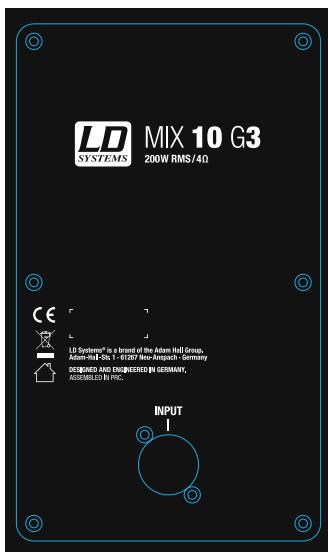 LD
SYSTEMS
MIX 10 G3
200W RMS/4Ω
CE
LD Systems® is a brand of the Adam Hall Group.
Adam-Hall-Str. 1 - 61267 Neu-Anspach - Germany
DESIGNED AND ENGINEERED IN GERMANY,
ASSEMBLED IN PRC.
INPUT